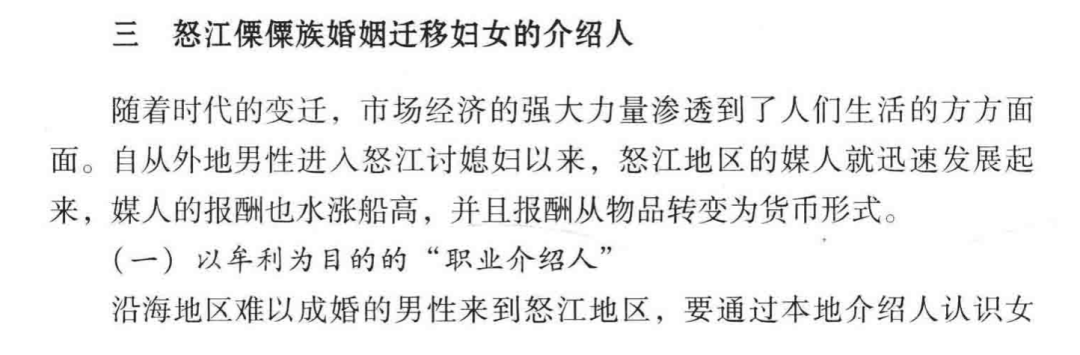 三 怒江傈僳族婚姻迁移妇女的介绍人
随着时代的变迁，市场经济的强大力量渗透到了人们生活的方方面
面。自从外地男性进入怒江讨媳妇以来，怒江地区的媒人就迅速发展起
来，媒人的报酬也水涨船高，并且报酬从物品转变为货币形式。
（一）以牟利为目的的“职业介绍人”
沿海地区难以成婚的男性来到怒江地区，要通过本地介绍人认识女